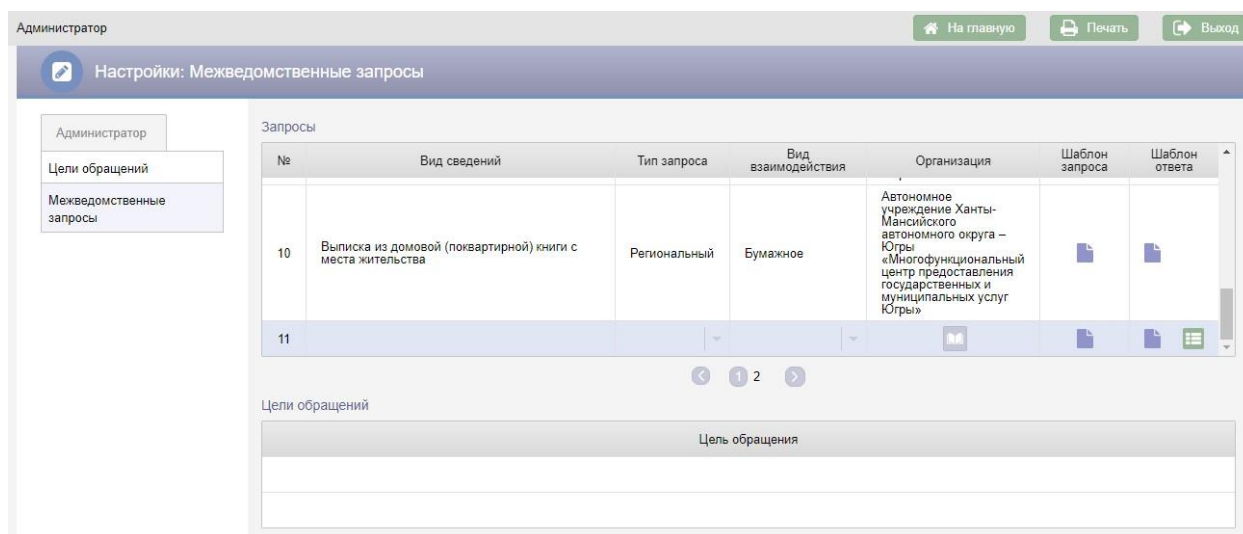 Администратор
На главную
Печать
Выход
Настройки: Межведомственные запросы
Администратор
Цели обращений
Межведомственные
запросы
Запросы
№
Вид сведений
Тип запроса
Вид
взаимодействия
Организация
Шаблон
запроса
Шаблон
ответа
10
Выписка из домовой (поквартирной) книги с
места жительства
Региональный
Бумажное
Автономное
учреждение Ханты-
Мансийского
автономного округа –
Югры
«Многофункциональный
центр предоставления
государственных и
муниципальных услуг
Югры»
11
1 2
Цели обращений
Цель обращения